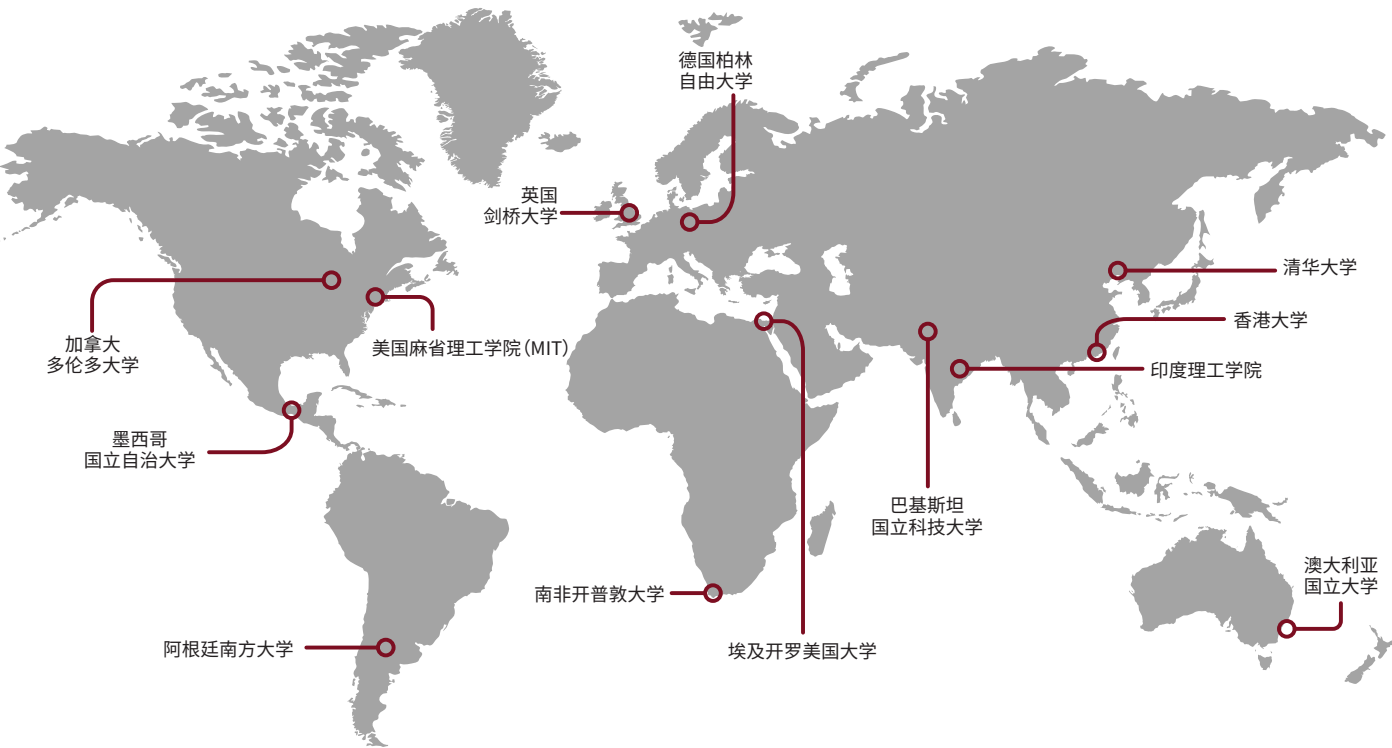 德国柏林
自由大学
英国
剑桥大学
清华大学
香港大学
加拿大
多伦多大学
美国麻省理工学院（MIT）
印度理工学院
墨西哥
国立自治大学
巴基斯坦
国立科技大学
澳大利亚
国立大学
南非开普敦大学
阿根廷南方大学
埃及开罗美国大学